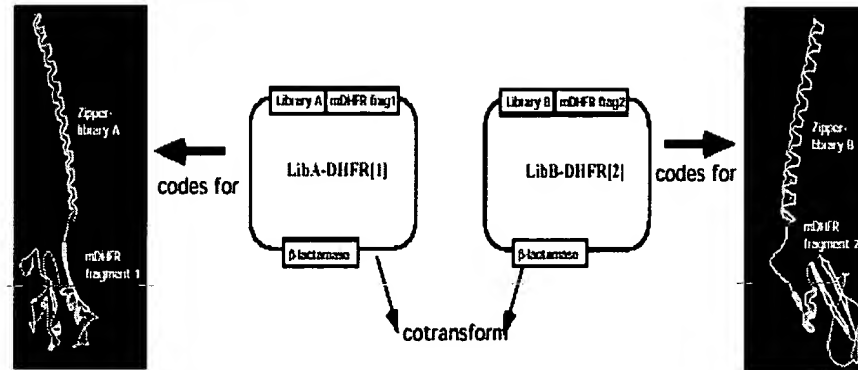 Zipper-
library A
mDHFR
fragment 1
codes for
Library A mDHFR frag1
LibA-DHFR[1]
β-lactamase
Library B mDHFR frag2
LibB-DHFR[2]
β-lactamase
cotransform
codes for
Zipper-
library B
mDHFR
fragment 2